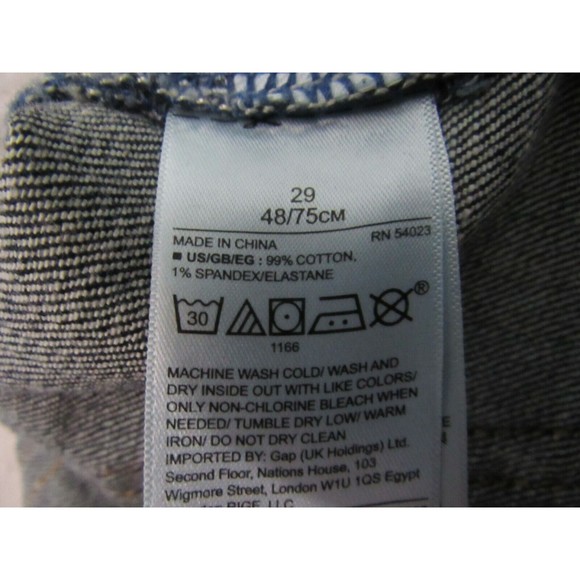 29
48/75CM
MADE IN CHINA RN 54023
■ US/GB/EG : 99% COTTON,
1% SPANDEX/ELASTANE
30 ®
1166
MACHINE WASH COLD/ WASH AND
DRY INSIDE OUT WITH LIKE COLORS/
ONLY NON-CHLORINE BLEACH WHEN
NEEDED/ TUMBLE DRY LOW/ WARM
IRON/ DO NOT DRY CLEAN
IMPORTED BY: Gap (UK Holdings) Ltd.
Second Floor, Nations House, 103
Wigmore Street, London W1U 1QS Egypt